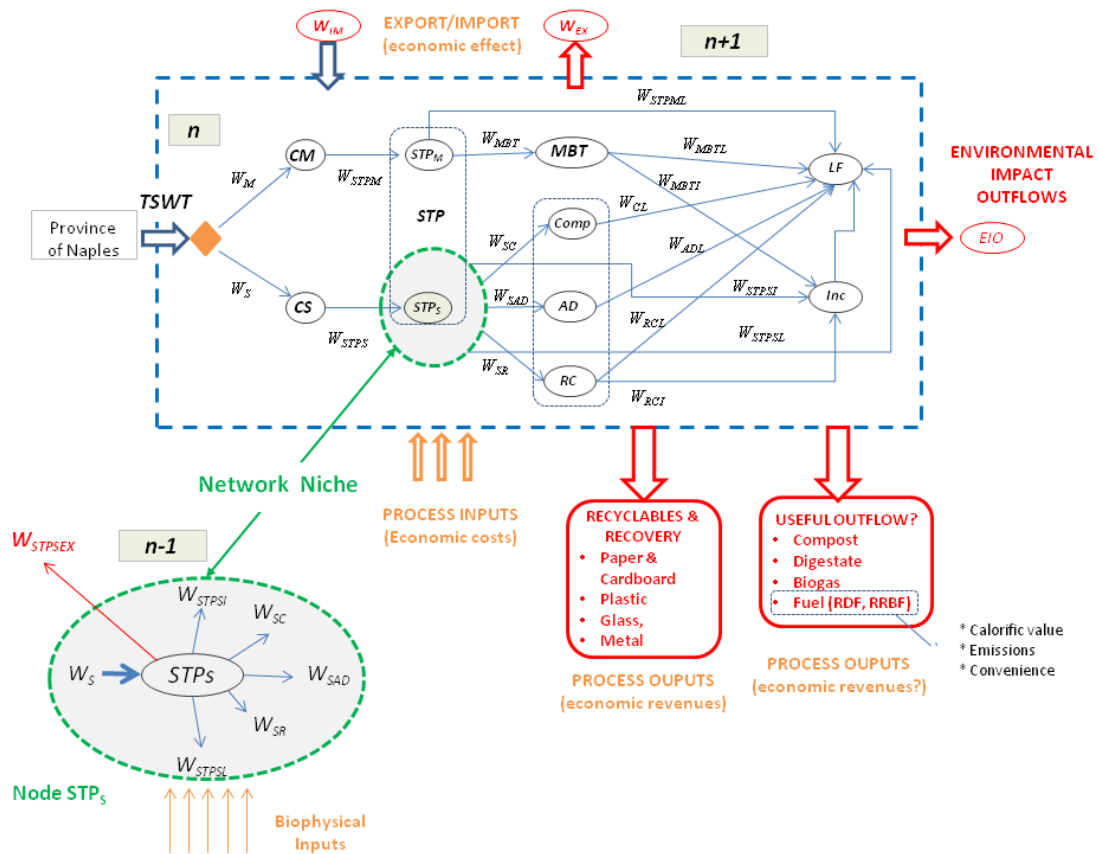 W_IM
EXPORT/IMPORT
(economic effect)
W_EX
n+1
n
W_STPML
CM
STP_M
W_MBT
MBT
W_MBTL
LF
ENVIRONMENTAL
IMPACT
OUTFLOWS
W_M
W_STPM
W_MBTI
TSWT
Province
of Naples
STP
W_CL
Comp
W_SC
W_ADL
EIO
W_S
CS
STP_S
W_SAD
AD
W_STPSI
Inc
W_STPS
W_RCL
W_STPSL
W_SR
RC
W_RCI
Network Niche
PROCESS INPUTS
(Economic costs)
RECYCLABLES &
RECOVERY
• Paper &
Cardboard
• Plastic
• Glass,
• Metal
USEFUL OUTFLOW?
• Compost
• Digestate
• Biogas
• Fuel (RDF, RRBF)
* Calorific value
* Emissions
* Convenience
PROCESS OUPUTS
(economic revenues)
PROCESS OUPUTS
(economic revenues?)
n-1
W_STPSEX
W_STPSI
W_SC
W_S
STPs
W_SAD
W_SR
W_STPSL
Node STP_S
Biophysical
Inputs